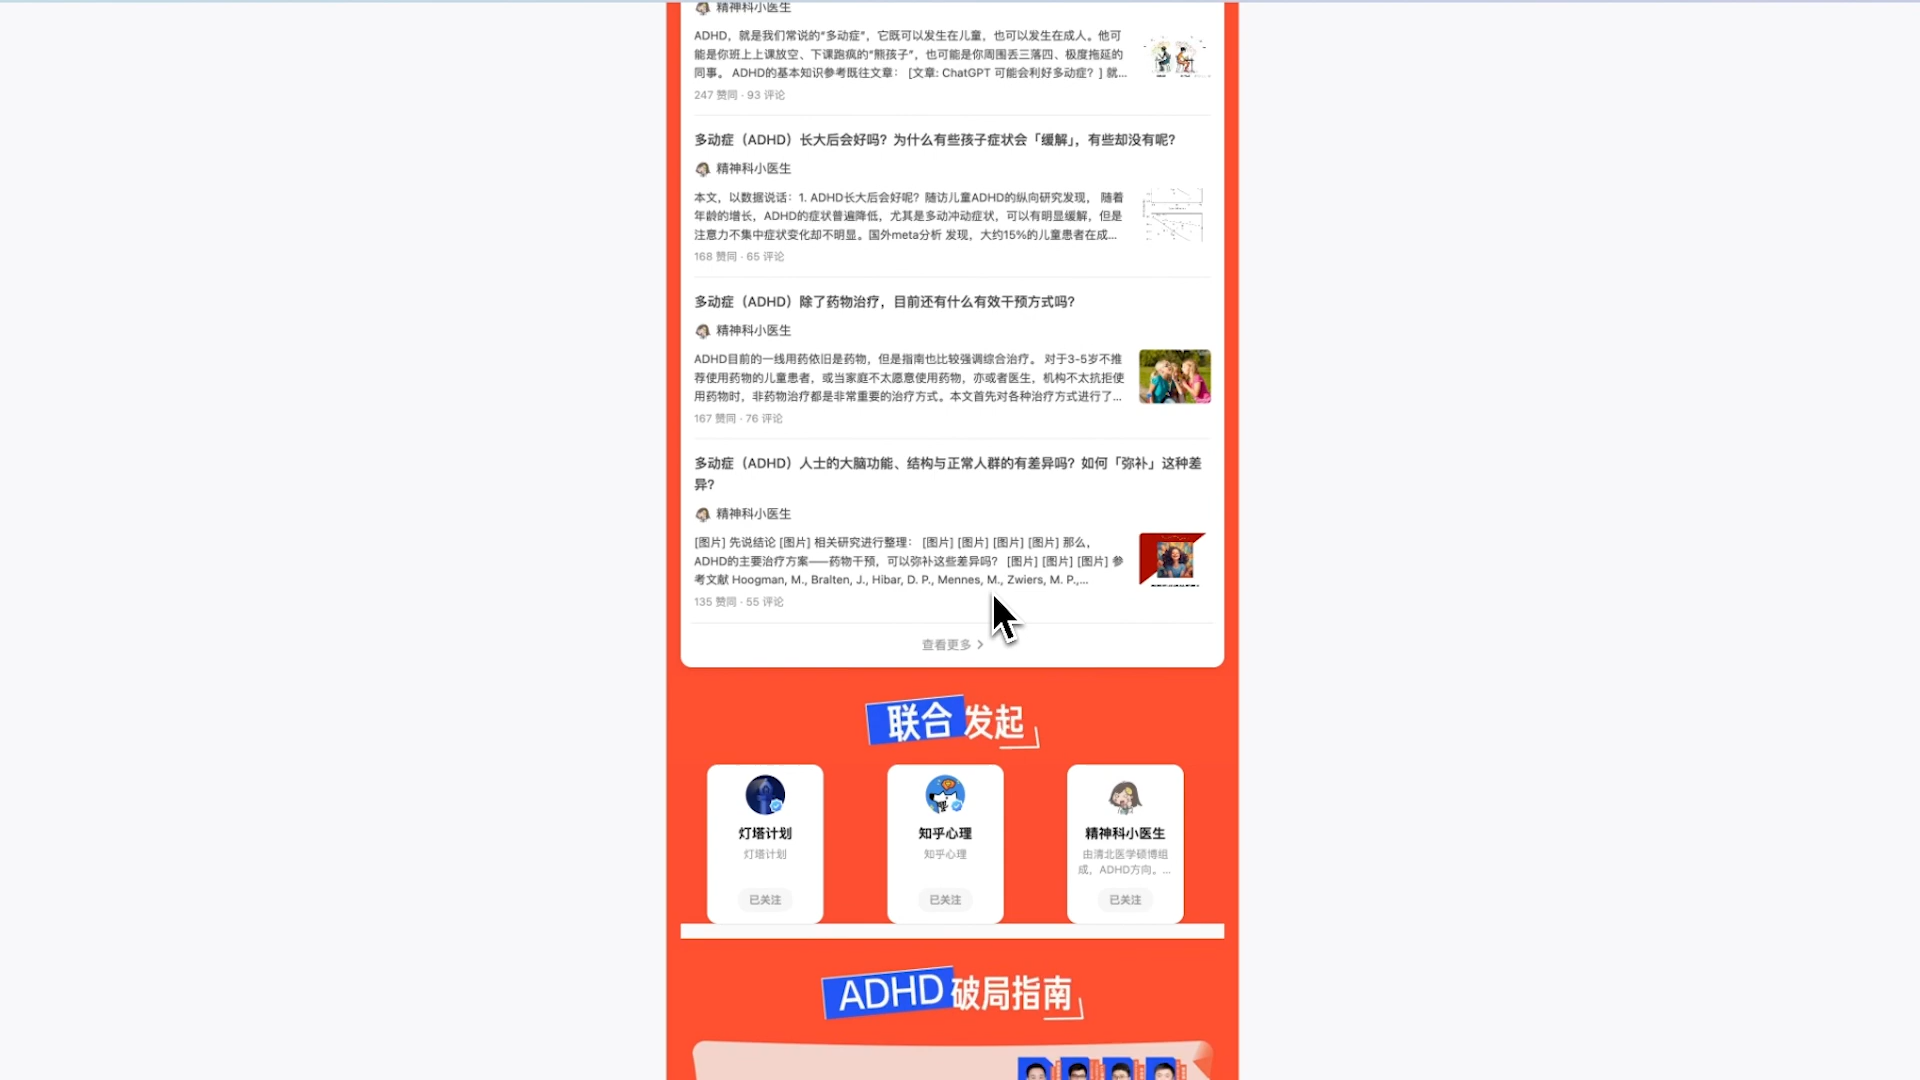 精神科小医生
ADHD，就是我们常说的“多动症”，它既可以发生在儿童，也可以发生在成人。他可
能是你班上上课放空、下课跑疯的“熊孩子”，也可能是你周围丢三落四、极度拖延的
同事。 ADHD的基本知识参考既往文章： [文章: ChatGPT 可能会利好多动症？] 就...
247 赞同 · 93 评论
多动症（ADHD）长大后会好吗？为什么有些孩子症状会「缓解」，有些却没有呢？
精神科小医生
本文，以数据说话：1. ADHD长大后会好呢？随访儿童ADHD的纵向研究发现， 随着
年龄的增长，ADHD的症状普遍降低，尤其是多动冲动症状，可以有明显缓解，但是
注意力不集中症状变化却不明显。国外meta分析 发现，大约15%的儿童患者在成...
168 赞同 · 65 评论
多动症（ADHD）除了药物治疗，目前还有什么有效干预方式吗？
精神科小医生
ADHD目前的一线用药依旧是药物，但是指南也比较强调综合治疗。 对于3-5岁不推
荐使用药物的儿童患者，或当家庭不太愿意使用药物，亦或者医生，机构不太抗拒使
用药物时，非药物治疗都是非常重要的治疗方式。本文首先对各种治疗方式进行了...
167 赞同 · 76 评论
多动症（ADHD）人士的大脑功能、结构与正常人群的有差异吗？如何「弥补」这种差
异？
精神科小医生
[图片] 先说结论 [图片] 相关研究进行整理： [图片] [图片] [图片] [图片] 那么，
ADHD的主要治疗方案——药物干预，可以弥补这些差异吗？ [图片] [图片] [图片] 参
考文献 Hoogman, M., Bralten, J., Hibar, D. P., Mennes, M., Zwiers, M. P.,...
135 赞同 · 55 评论
查看更多
联合发起
灯塔计划
灯塔计划
已关注
知乎心理
知乎心理
已关注
精神科小医生
由清北医学硕博组
成，ADHD方向。...
已关注
ADHD破局指南